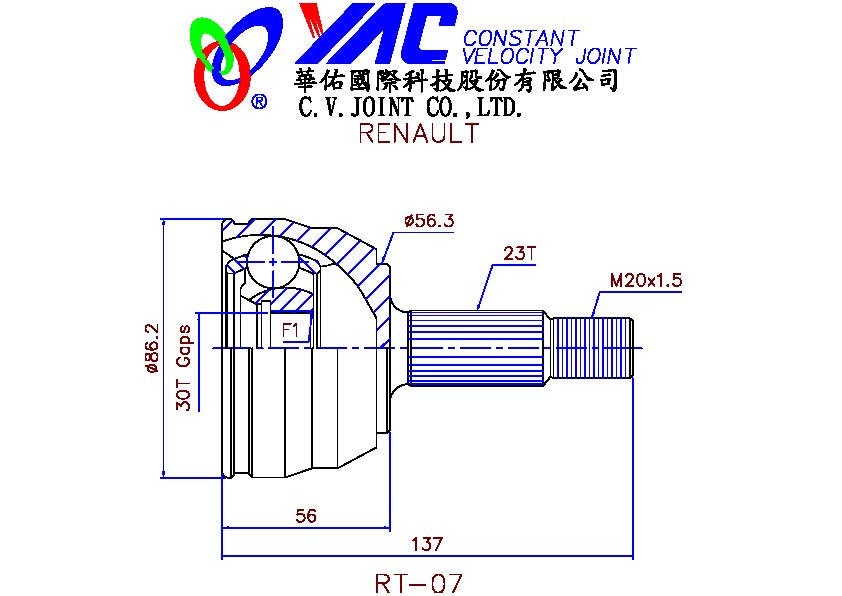 YAC CONSTANT
VELOCITY JOINT
®
華佑國際科技股份有限公司
C.V.JOINT CO.,LTD.
RENAULT
ø56.3
23T
M20x1.5
ø86.2
30T Gaps
F1
56
137
RT-07